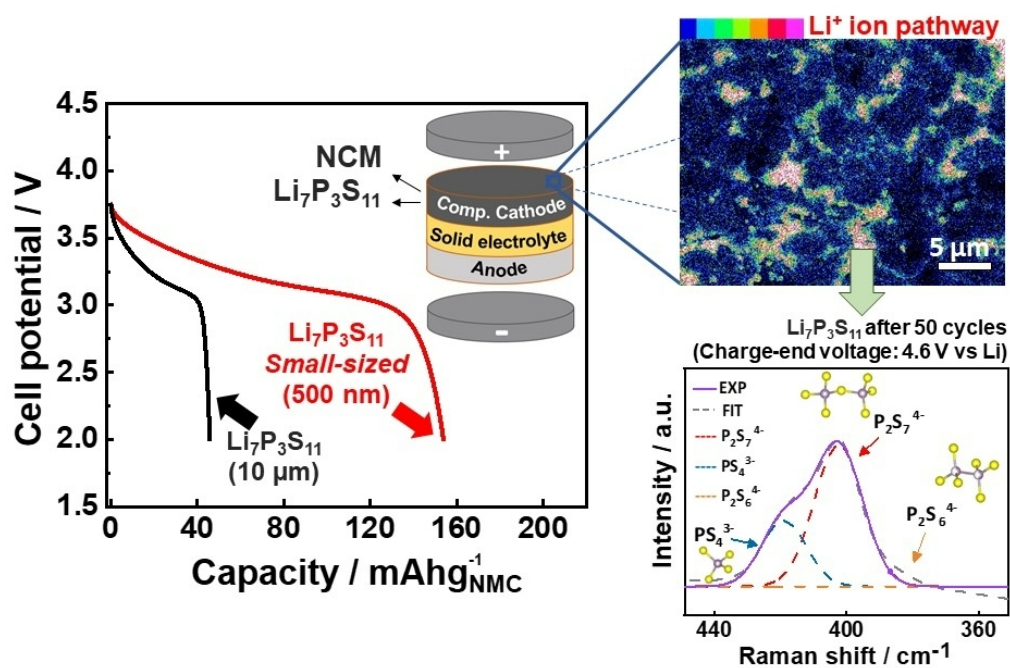 4.5
4.0
3.5
3.0
2.5
2.0
1.5
Cell potential / V
0
40
80
120
160
200
Capacity / mAhg⁻¹NMC
NCM
Li₇P₃S₁₁
+
Comp. Cathode
Solid electrolyte
Anode
-
Li₇P₃S₁₁
Small-sized
(500 nm)
Li₇P₃S₁₁
(10 µm)
Li⁺ ion pathway
5 µm
Li₇P₃S₁₁ after 50 cycles
(Charge-end voltage: 4.6 V vs Li)
EXP
FIT
P₂S₇⁴⁻
PS₄³⁻
P₂S₆⁴⁻
P₂S₇⁴⁻
P₂S₆⁴⁻
PS₄³⁻
Intensity / a.u.
440
400
360
Raman shift / cm⁻¹